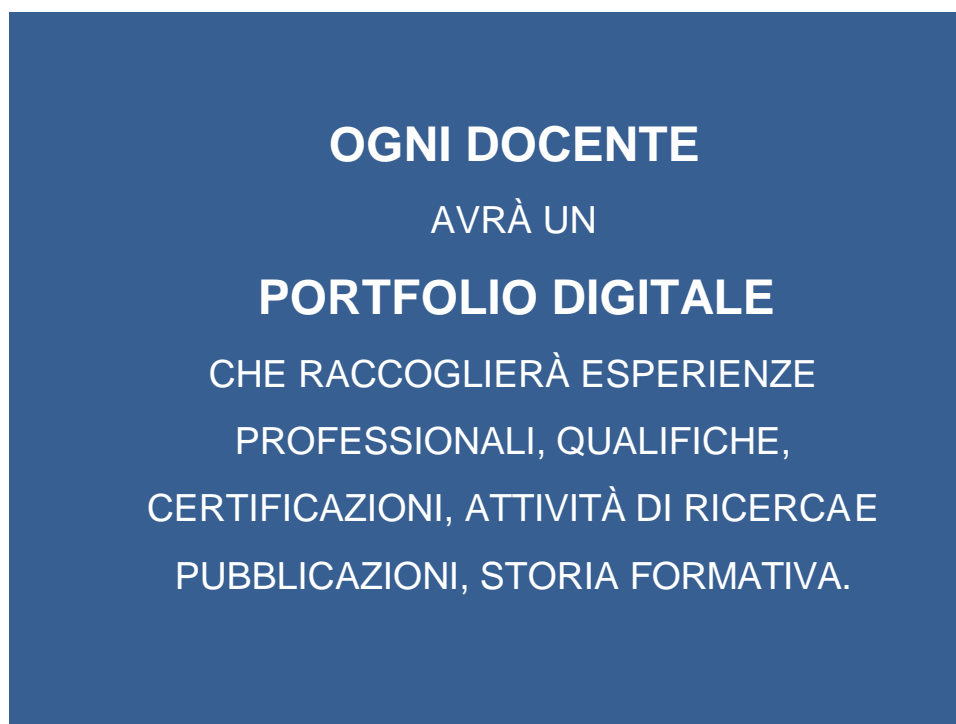 OGNI DOCENTE
AVRÀ UN
PORTFOLIO DIGITALE
CHE RACCOGLIERÀ ESPERIENZE
PROFESSIONALI, QUALIFICHE,
CERTIFICAZIONI, ATTIVITÀ DI RICERCA E
PUBBLICAZIONI, STORIA FORMATIVA.